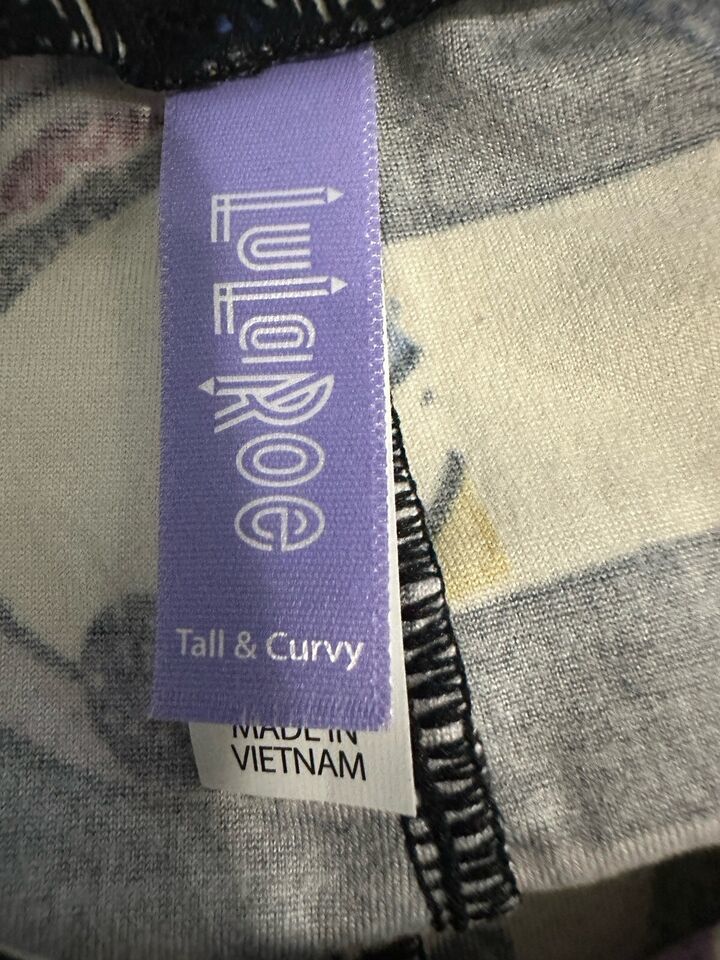 LuLaRoe
Tall & Curvy
MADE IN
VIETNAM